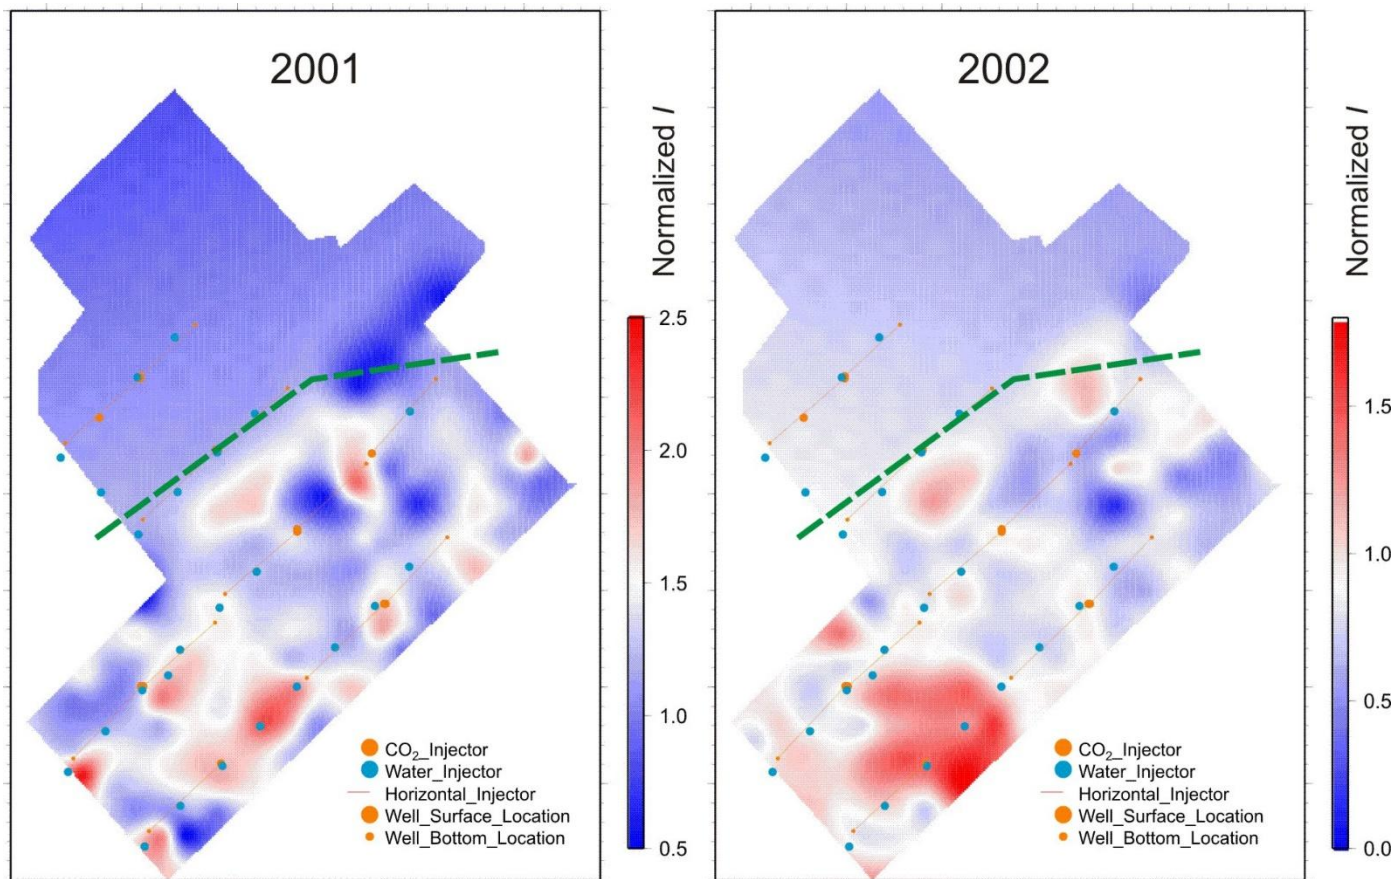 2001
Normalized I
2.5
2.0
1.5
1.0
0.5
CO₂_Injector
Water_Injector
Horizontal_Injector
Well_Surface_Location
Well_Bottom_Location
2002
Normalized I
1.5
1.0
0.5
0.0
CO₂_Injector
Water_Injector
Horizontal_Injector
Well_Surface_Location
Well_Bottom_Location